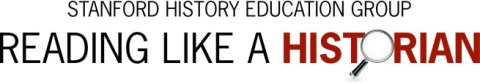 STANFORD HISTORY EDUCATION GROUP
READING LIKE A HISTORIAN